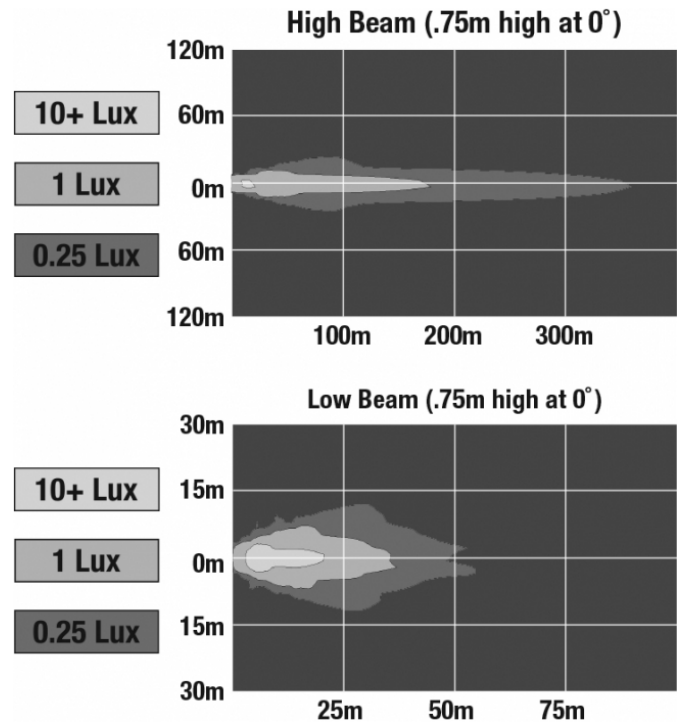 High Beam (.75m high at 0°)
120m
60m
0m
60m
120m
10+ Lux
1 Lux
0.25 Lux
100m 200m 300m
Low Beam (.75m high at 0°)
30m
15m
0m
15m
30m
10+ Lux
1 Lux
0.25 Lux
25m 50m 75m